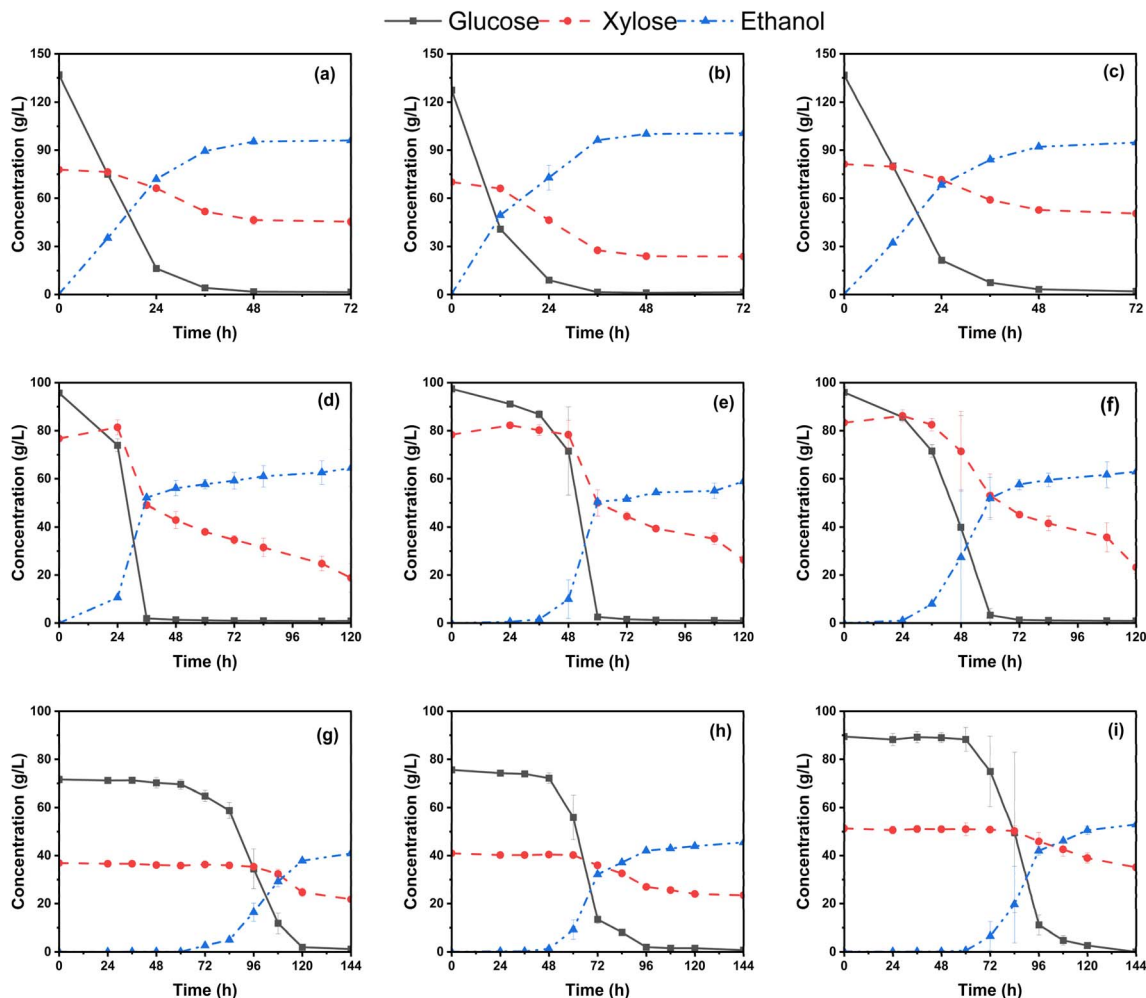 Glucose Xylose Ethanol
(a)
Concentration (g/L)
150
120
90
60
30
0
0 24 48 72
Time (h)
(b)
Concentration (g/L)
150
120
90
60
30
0
0 24 48 72
Time (h)
(c)
Concentration (g/L)
150
120
90
60
30
0
0 24 48 72
Time (h)
(d)
Concentration (g/L)
100
80
60
40
20
0
0 24 48 72 96 120
Time (h)
(e)
Concentration (g/L)
100
80
60
40
20
0
0 24 48 72 96 120
Time (h)
(f)
Concentration (g/L)
100
80
60
40
20
0
0 24 48 72 96 120
Time (h)
(g)
Concentration (g/L)
100
80
60
40
20
0
0 24 48 72 96 120 144
Time (h)
(h)
Concentration (g/L)
100
80
60
40
20
0
0 24 48 72 96 120 144
Time (h)
(i)
Concentration (g/L)
100
80
60
40
20
0
0 24 48 72 96 120 144
Time (h)